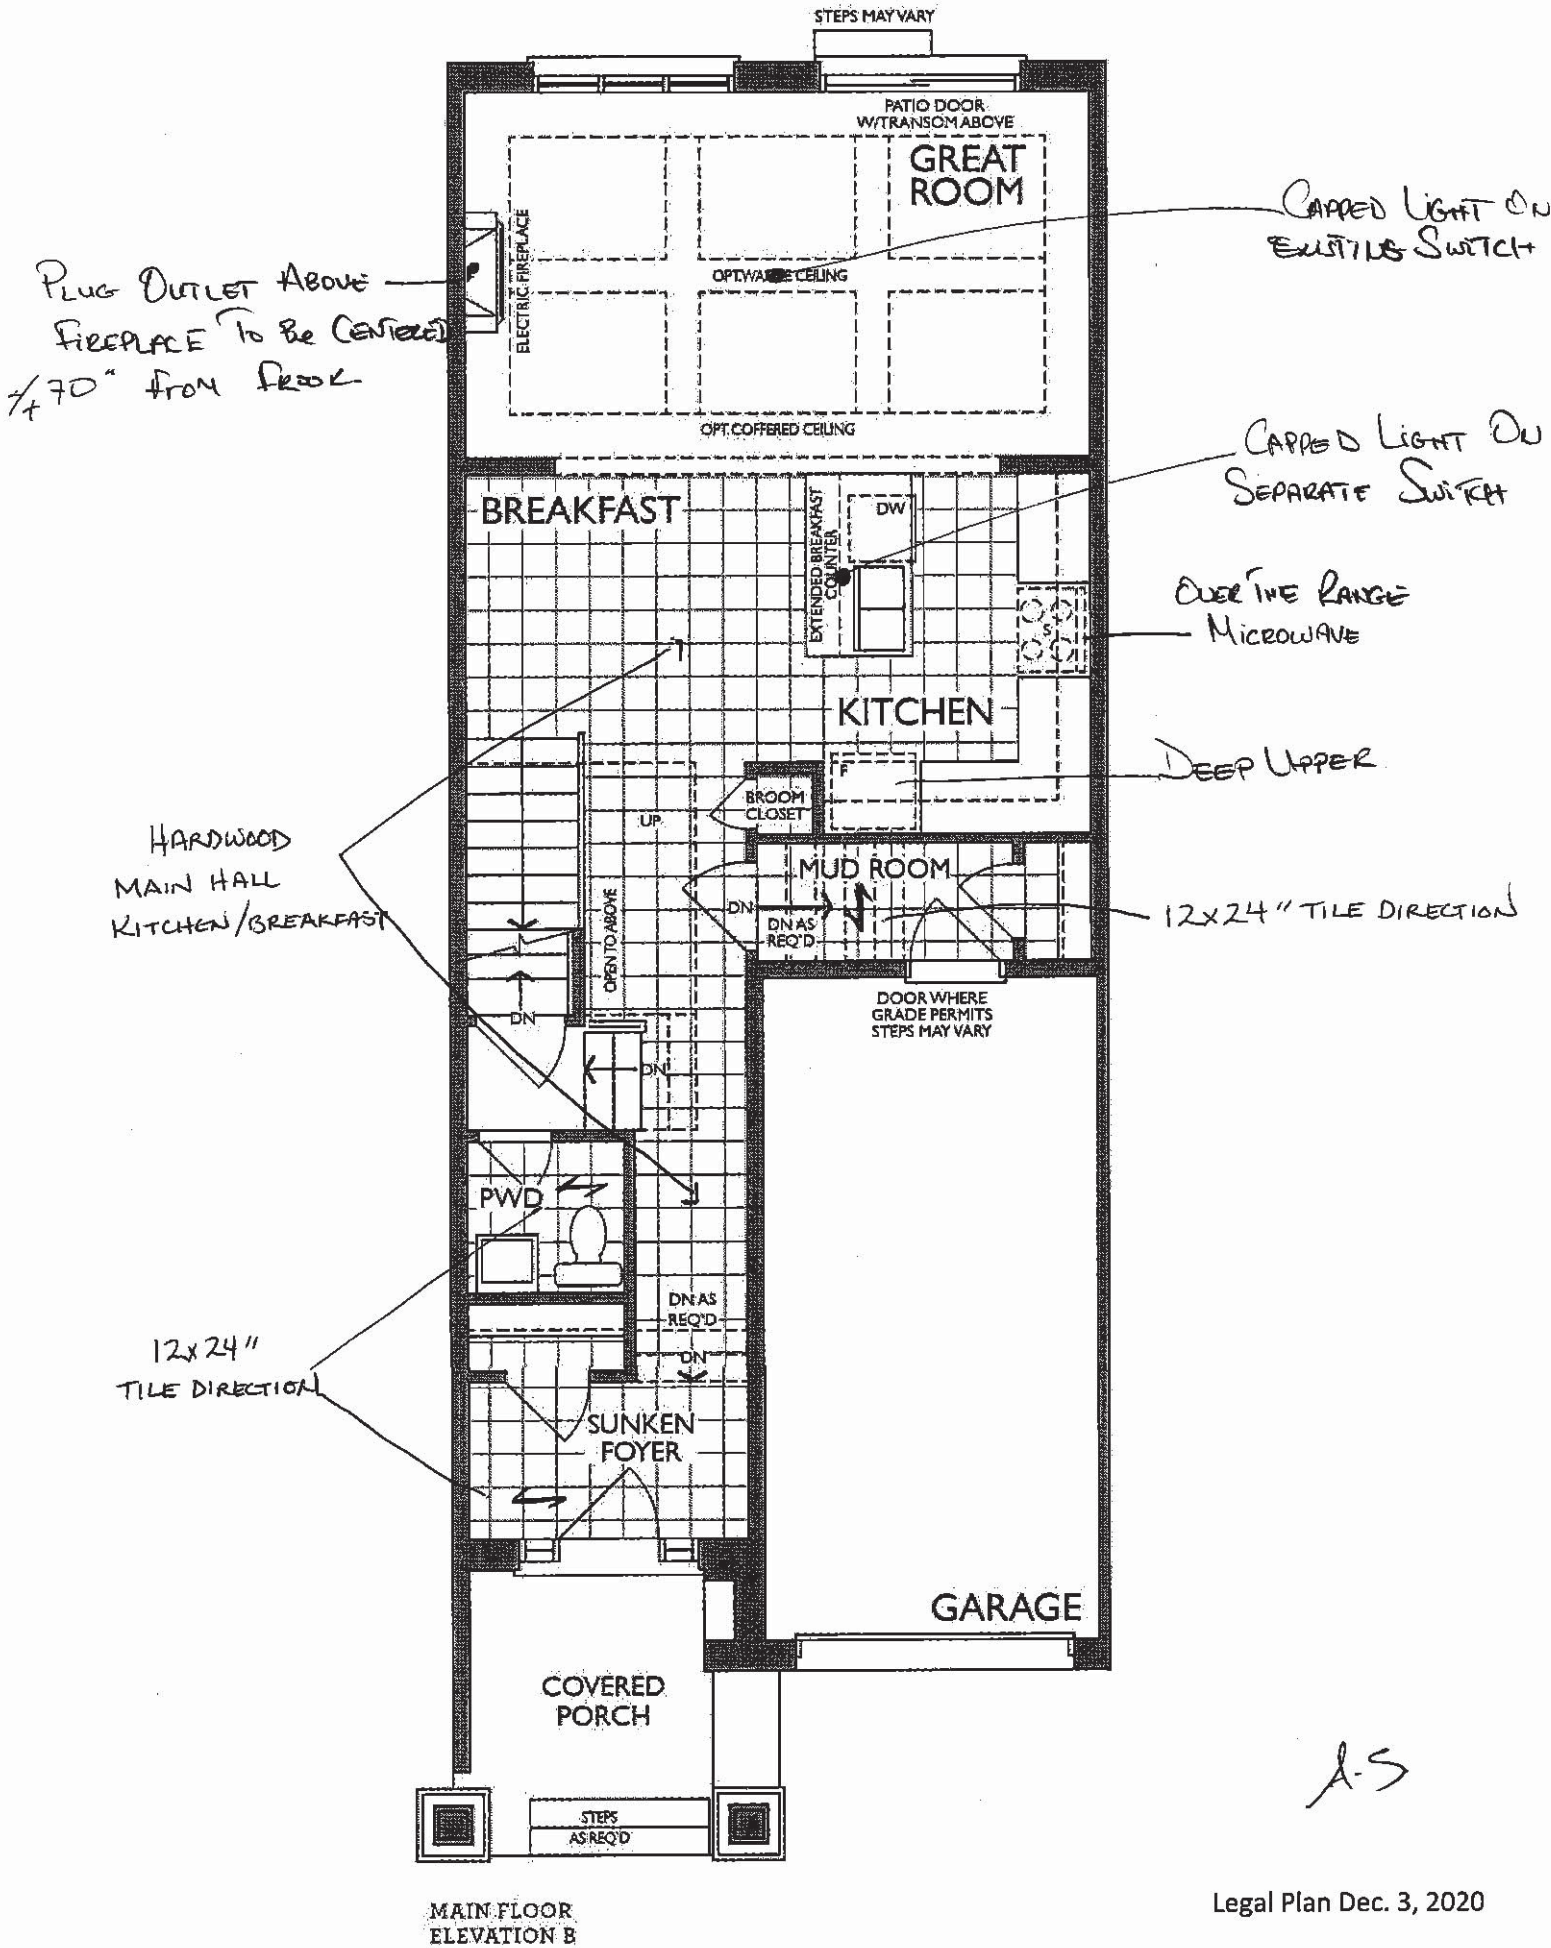 STEPS MAY VARY
PATIO DOOR
W/TRANSOM ABOVE
GREAT
ROOM
CAPPED LIGHT ON
EXISTING SWITCH
ELECTRIC FIREPLACE
CEILING
PLUG OUTLET ABOVE
FIREPLACE TO BE CENTERED
+/- 70" FROM FLOOR
OPT. COFFERED CEILING
CAPPED LIGHT ON
SEPARATE SWITCH
BREAKFAST
EXTENDED BREAKFAST
COUNTER
DW
OVER THE RANGE
MICROWAVE
S
KITCHEN
DEEP UPPER
F
BROOM
CLOSET
UP
HARDWOOD
MAIN HALL
KITCHEN/BREAKFAST
MUD ROOM
DN
DN AS
REQ'D
12x24" TILE DIRECTION
OPEN TO ABOVE
DOOR WHERE
GRADE PERMITS
STEPS MAY VARY
DN
DN
PWD
DN AS
REQ'D
DN
12x24"
TILE DIRECTION
SUNKEN
FOYER
GARAGE
COVERED
PORCH
A-S
STEPS
AS REQ'D
MAIN FLOOR
ELEVATION B
Legal Plan Dec. 3, 2020